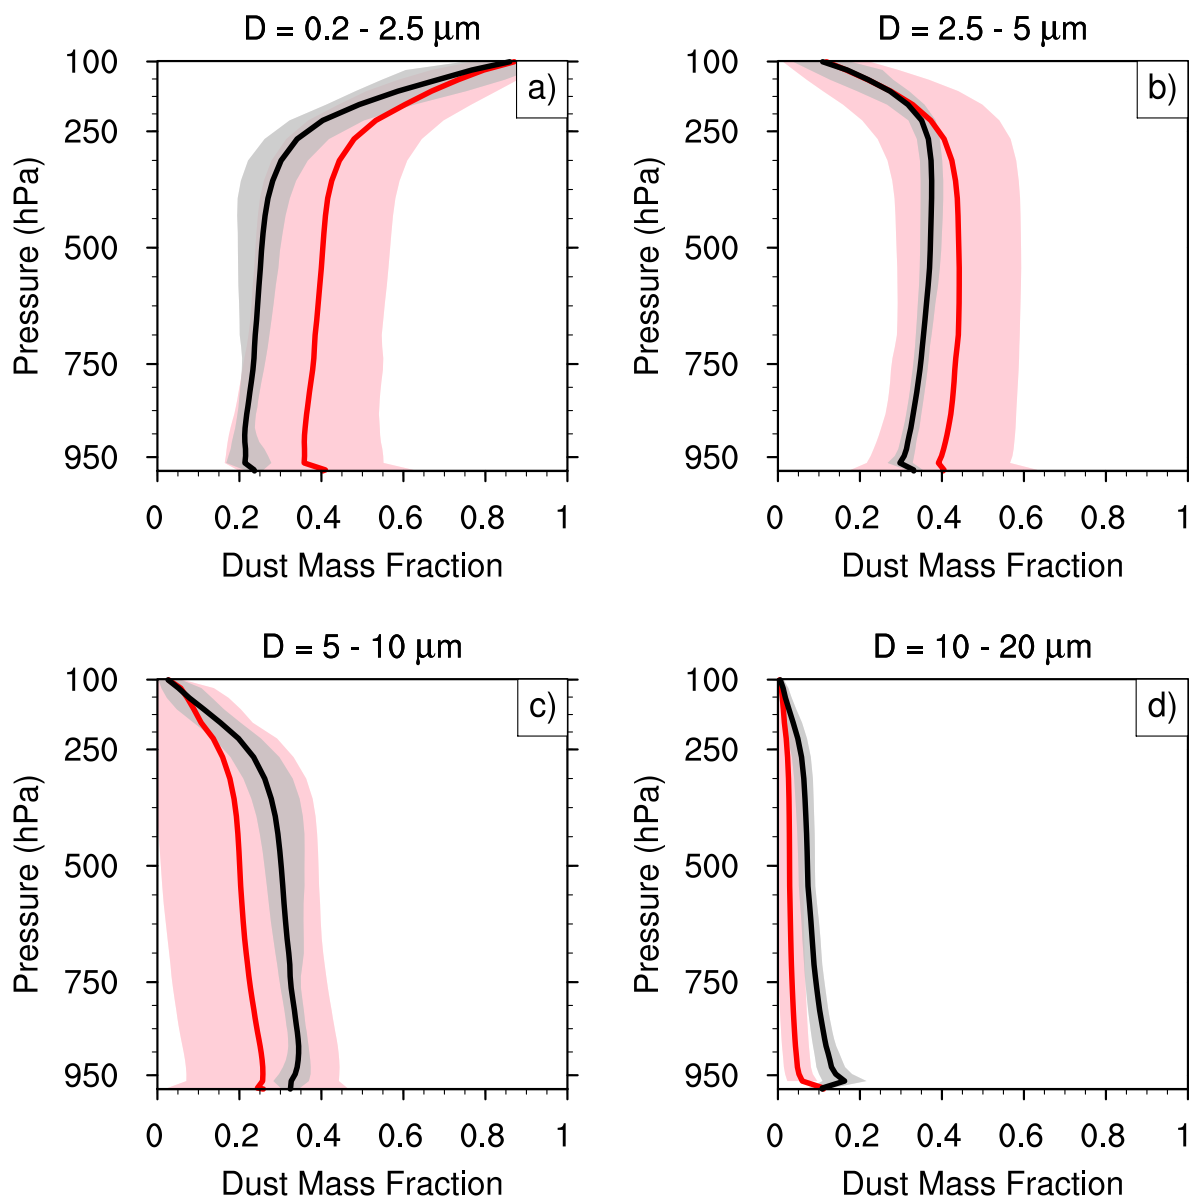 D = 0.2 - 2.5 μm
a)
100
250
500
750
950
Pressure (hPa)
0 0.2 0.4 0.6 0.8 1
Dust Mass Fraction
D = 2.5 - 5 μm
b)
100
250
500
750
950
Pressure (hPa)
0 0.2 0.4 0.6 0.8 1
Dust Mass Fraction
D = 5 - 10 μm
c)
100
250
500
750
950
Pressure (hPa)
0 0.2 0.4 0.6 0.8 1
Dust Mass Fraction
D = 10 - 20 μm
d)
100
250
500
750
950
Pressure (hPa)
0 0.2 0.4 0.6 0.8 1
Dust Mass Fraction